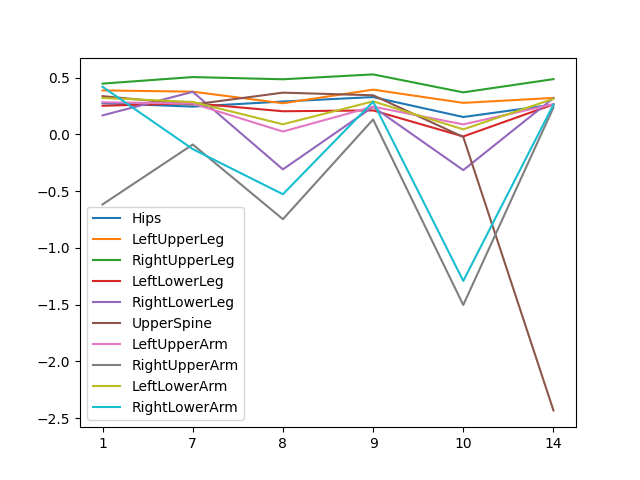 0.5
0.0
−0.5
−1.0
−1.5
−2.0
−2.5
Hips
LeftUpperLeg
RightUpperLeg
LeftLowerLeg
RightLowerLeg
UpperSpine
LeftUpperArm
RightUpperArm
LeftLowerArm
RightLowerArm
1 7 8 9 10 14